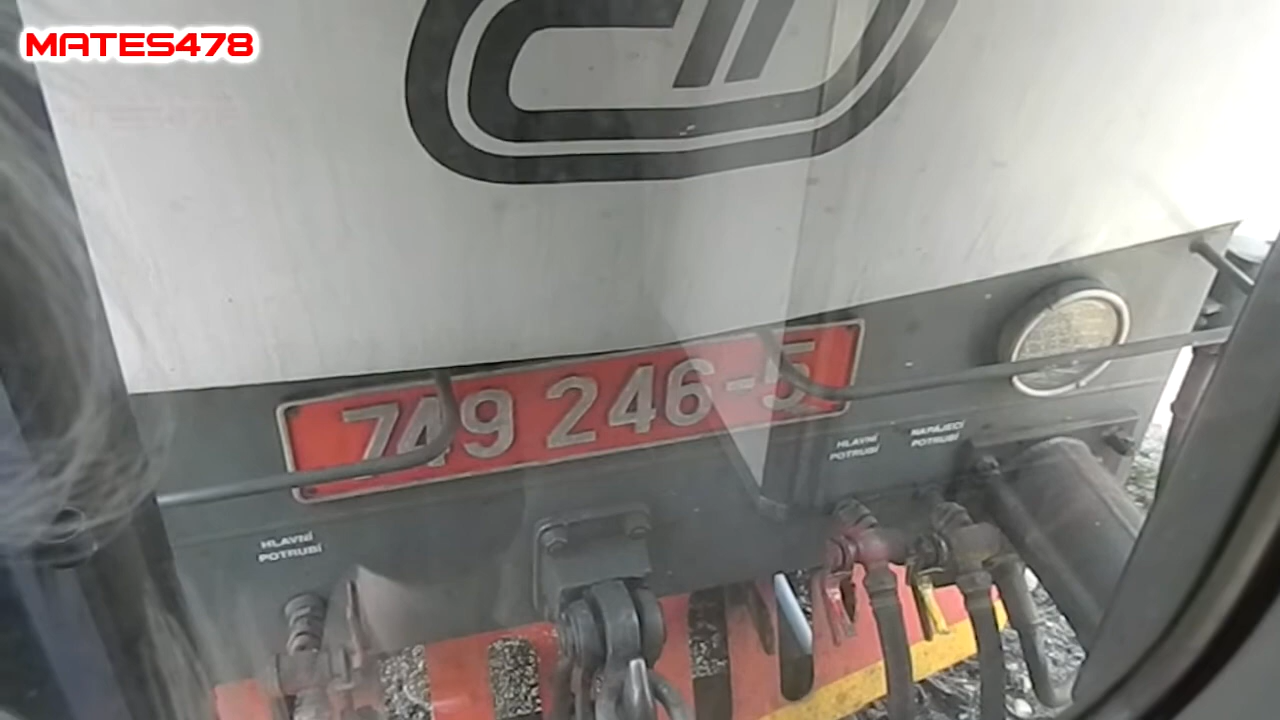 MATES478
749 246-5
HLAVNÍ
POTRUBÍ
NAPÁJECÍ
POTRUBÍ
HLAVNÍ
POTRUBÍ